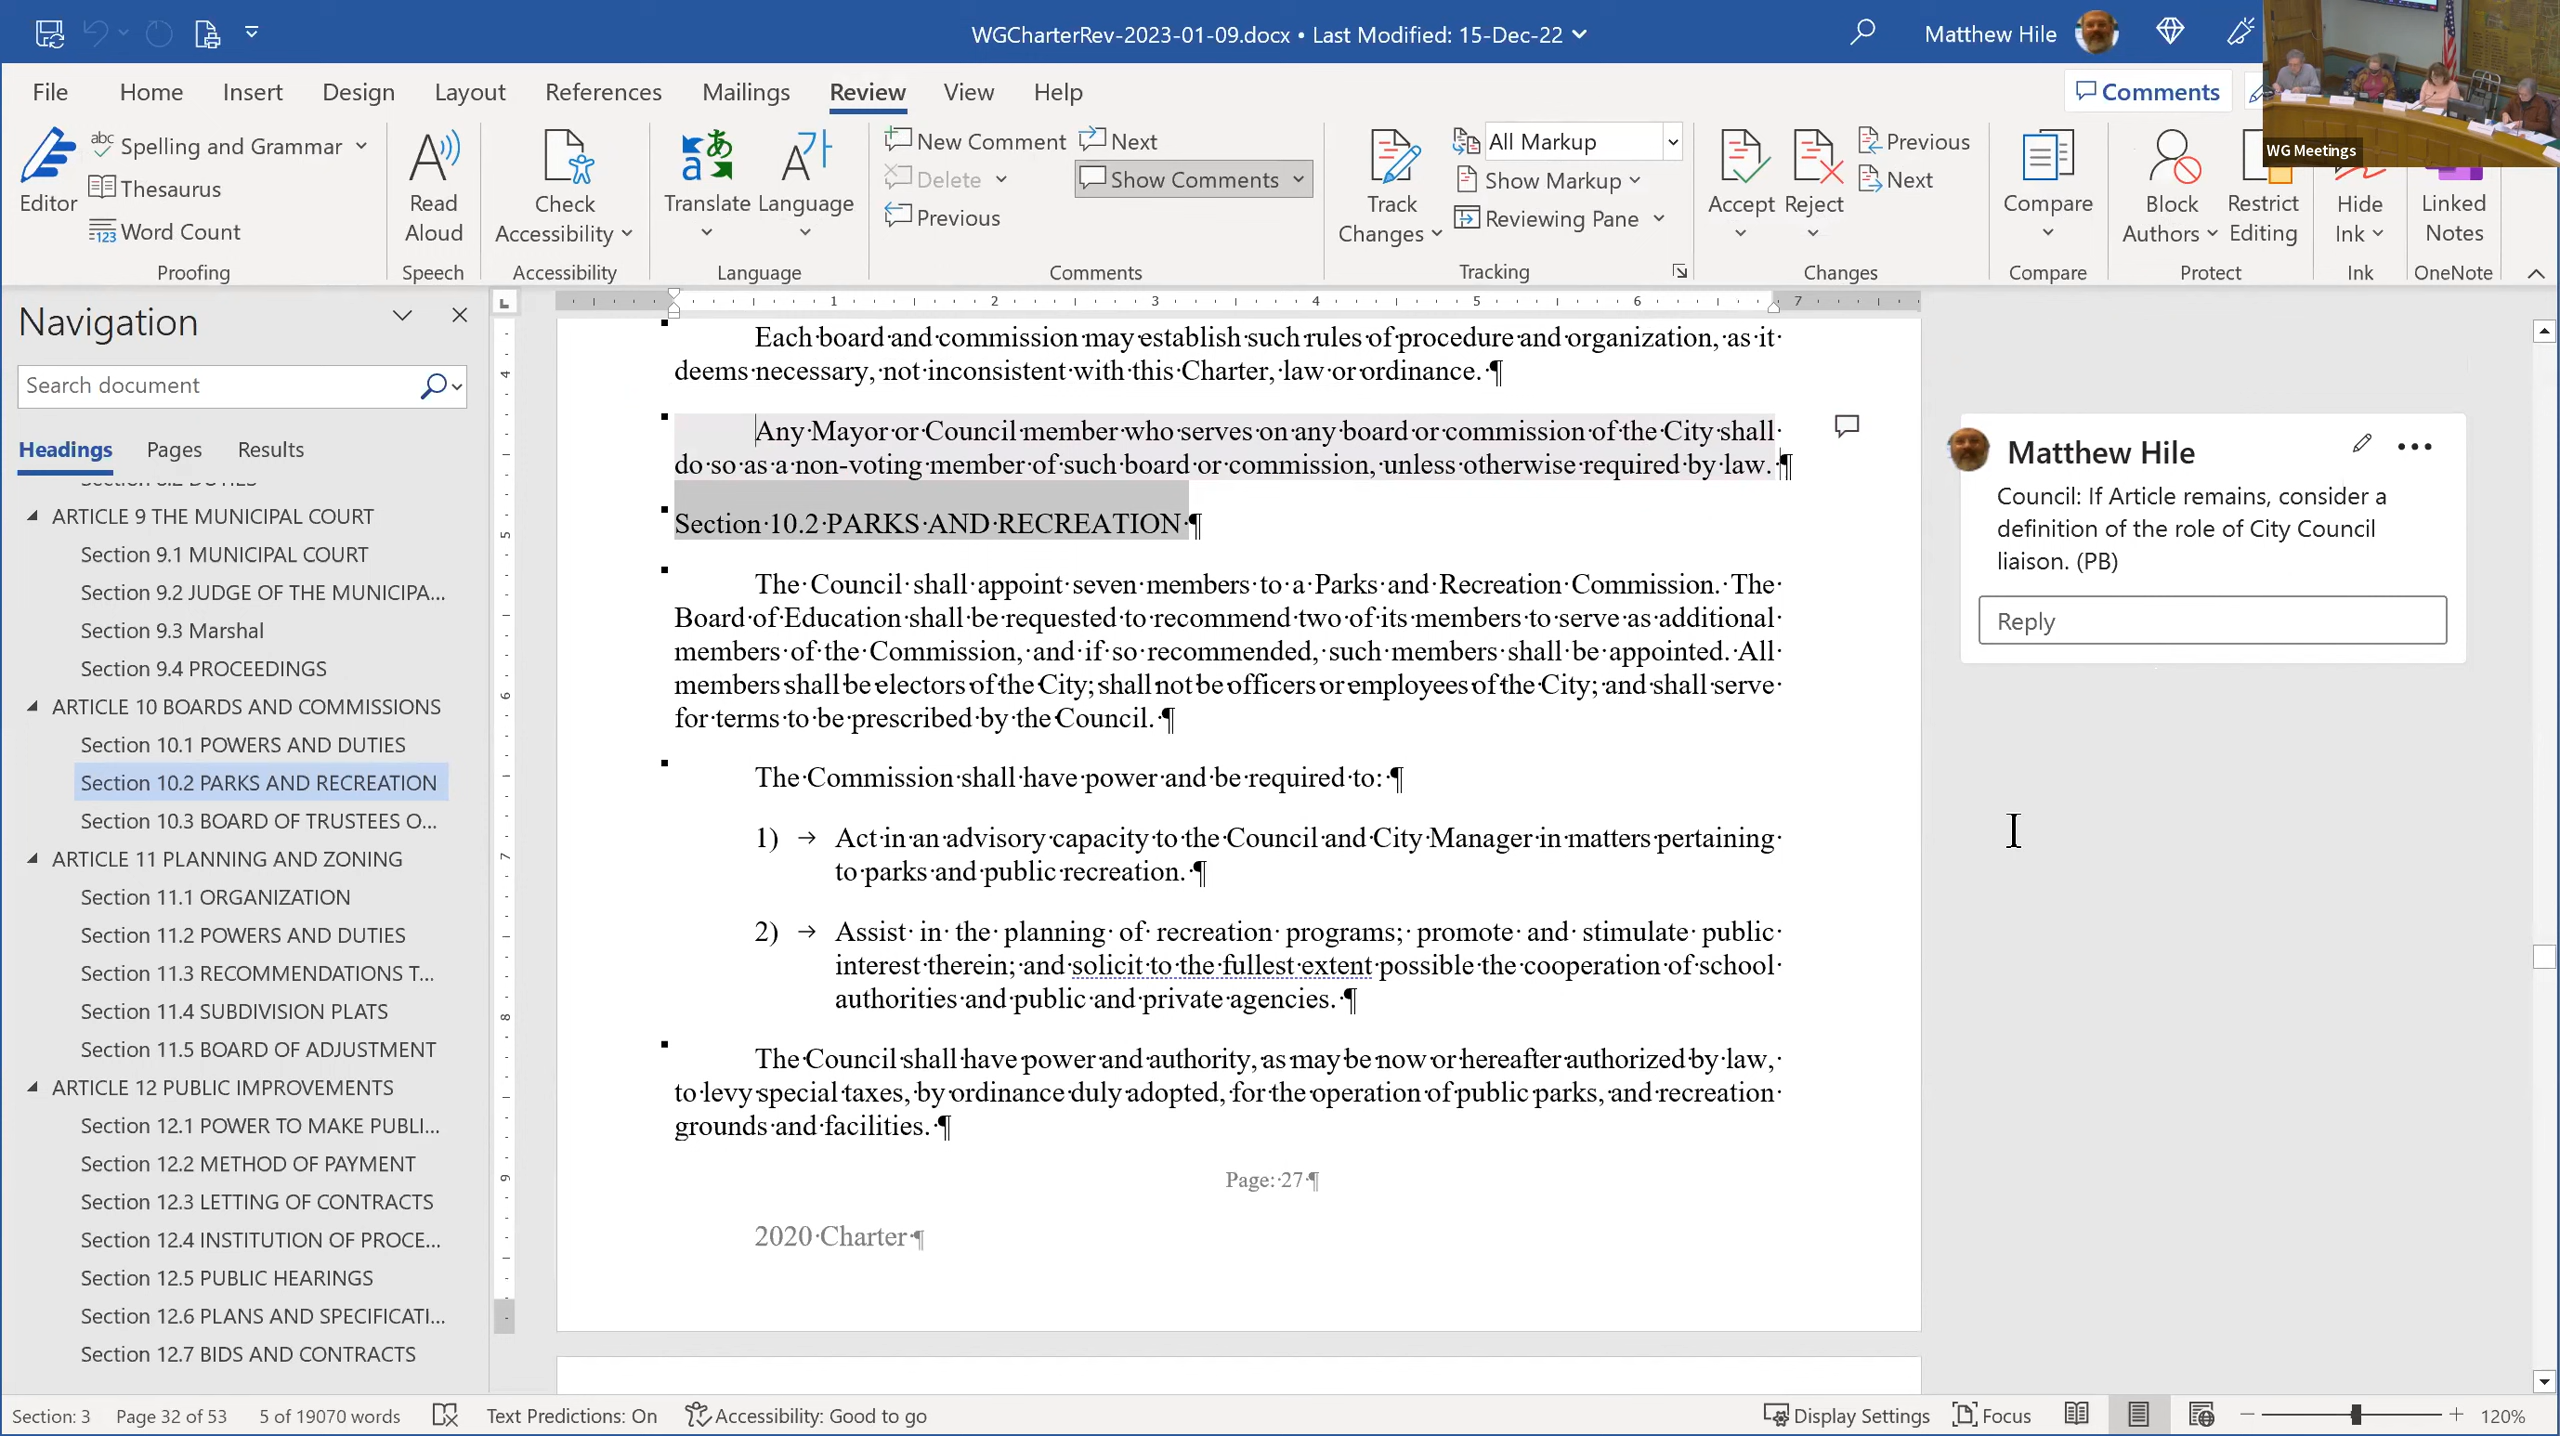 WGCharterRev-2023-01-09.docx • Last Modified: 15-Dec-22
Matthew Hile
File Home Insert Design Layout References Mailings Review View Help
Comments
Editor
abc Spelling and Grammar
Thesaurus
123 Word Count
Proofing
Read Aloud
Speech
Check Accessibility
Accessibility
Translate Language
Language
New Comment
Delete
Previous
Next
Show Comments
Comments
Track Changes
All Markup
Show Markup
Reviewing Pane
Tracking
Accept
Reject
Previous
Next
Changes
Compare
Compare
Block Authors
Restrict Editing
Protect
Hide Ink
Ink
Linked Notes
OneNote
WG Meetings
Navigation
Search document
Headings Pages Results
ARTICLE 9 THE MUNICIPAL COURT
Section 9.1 MUNICIPAL COURT
Section 9.2 JUDGE OF THE MUNICIPA...
Section 9.3 Marshal
Section 9.4 PROCEEDINGS
ARTICLE 10 BOARDS AND COMMISSIONS
Section 10.1 POWERS AND DUTIES
Section 10.2 PARKS AND RECREATION
Section 10.3 BOARD OF TRUSTEES O...
ARTICLE 11 PLANNING AND ZONING
Section 11.1 ORGANIZATION
Section 11.2 POWERS AND DUTIES
Section 11.3 RECOMMENDATIONS T...
Section 11.4 SUBDIVISION PLATS
Section 11.5 BOARD OF ADJUSTMENT
ARTICLE 12 PUBLIC IMPROVEMENTS
Section 12.1 POWER TO MAKE PUBLI...
Section 12.2 METHOD OF PAYMENT
Section 12.3 LETTING OF CONTRACTS
Section 12.4 INSTITUTION OF PROCE...
Section 12.5 PUBLIC HEARINGS
Section 12.6 PLANS AND SPECIFICATI...
Section 12.7 BIDS AND CONTRACTS
1 2 3 4 5 6 7
4
5
6
7
8
9
Each board and commission may establish such rules of procedure and organization, as it
deems necessary, not inconsistent with this Charter, law or ordinance. ¶
Any Mayor or Council member who serves on any board or commission of the City shall
do so as a non-voting member of such board or commission, unless otherwise required by law. ¶
Section 10.2 PARKS AND RECREATION ¶
The Council shall appoint seven members to a Parks and Recreation Commission. The
Board of Education shall be requested to recommend two of its members to serve as additional
members of the Commission, and if so recommended, such members shall be appointed. All
members shall be electors of the City; shall not be officers or employees of the City; and shall serve
for terms to be prescribed by the Council. ¶
The Commission shall have power and be required to: ¶
1) → Act in an advisory capacity to the Council and City Manager in matters pertaining
to parks and public recreation. ¶
2) → Assist in the planning of recreation programs; promote and stimulate public
interest therein; and solicit to the fullest extent possible the cooperation of school
authorities and public and private agencies. ¶
The Council shall have power and authority, as may be now or hereafter authorized by law,
to levy special taxes, by ordinance duly adopted, for the operation of public parks, and recreation
grounds and facilities. ¶
Page: 27 ¶
2020 Charter ¶
Matthew Hile
Council: If Article remains, consider a
definition of the role of City Council
liaison. (PB)
Reply
Section: 3 Page 32 of 53 5 of 19070 words Text Predictions: On Accessibility: Good to go Display Settings Focus 120%